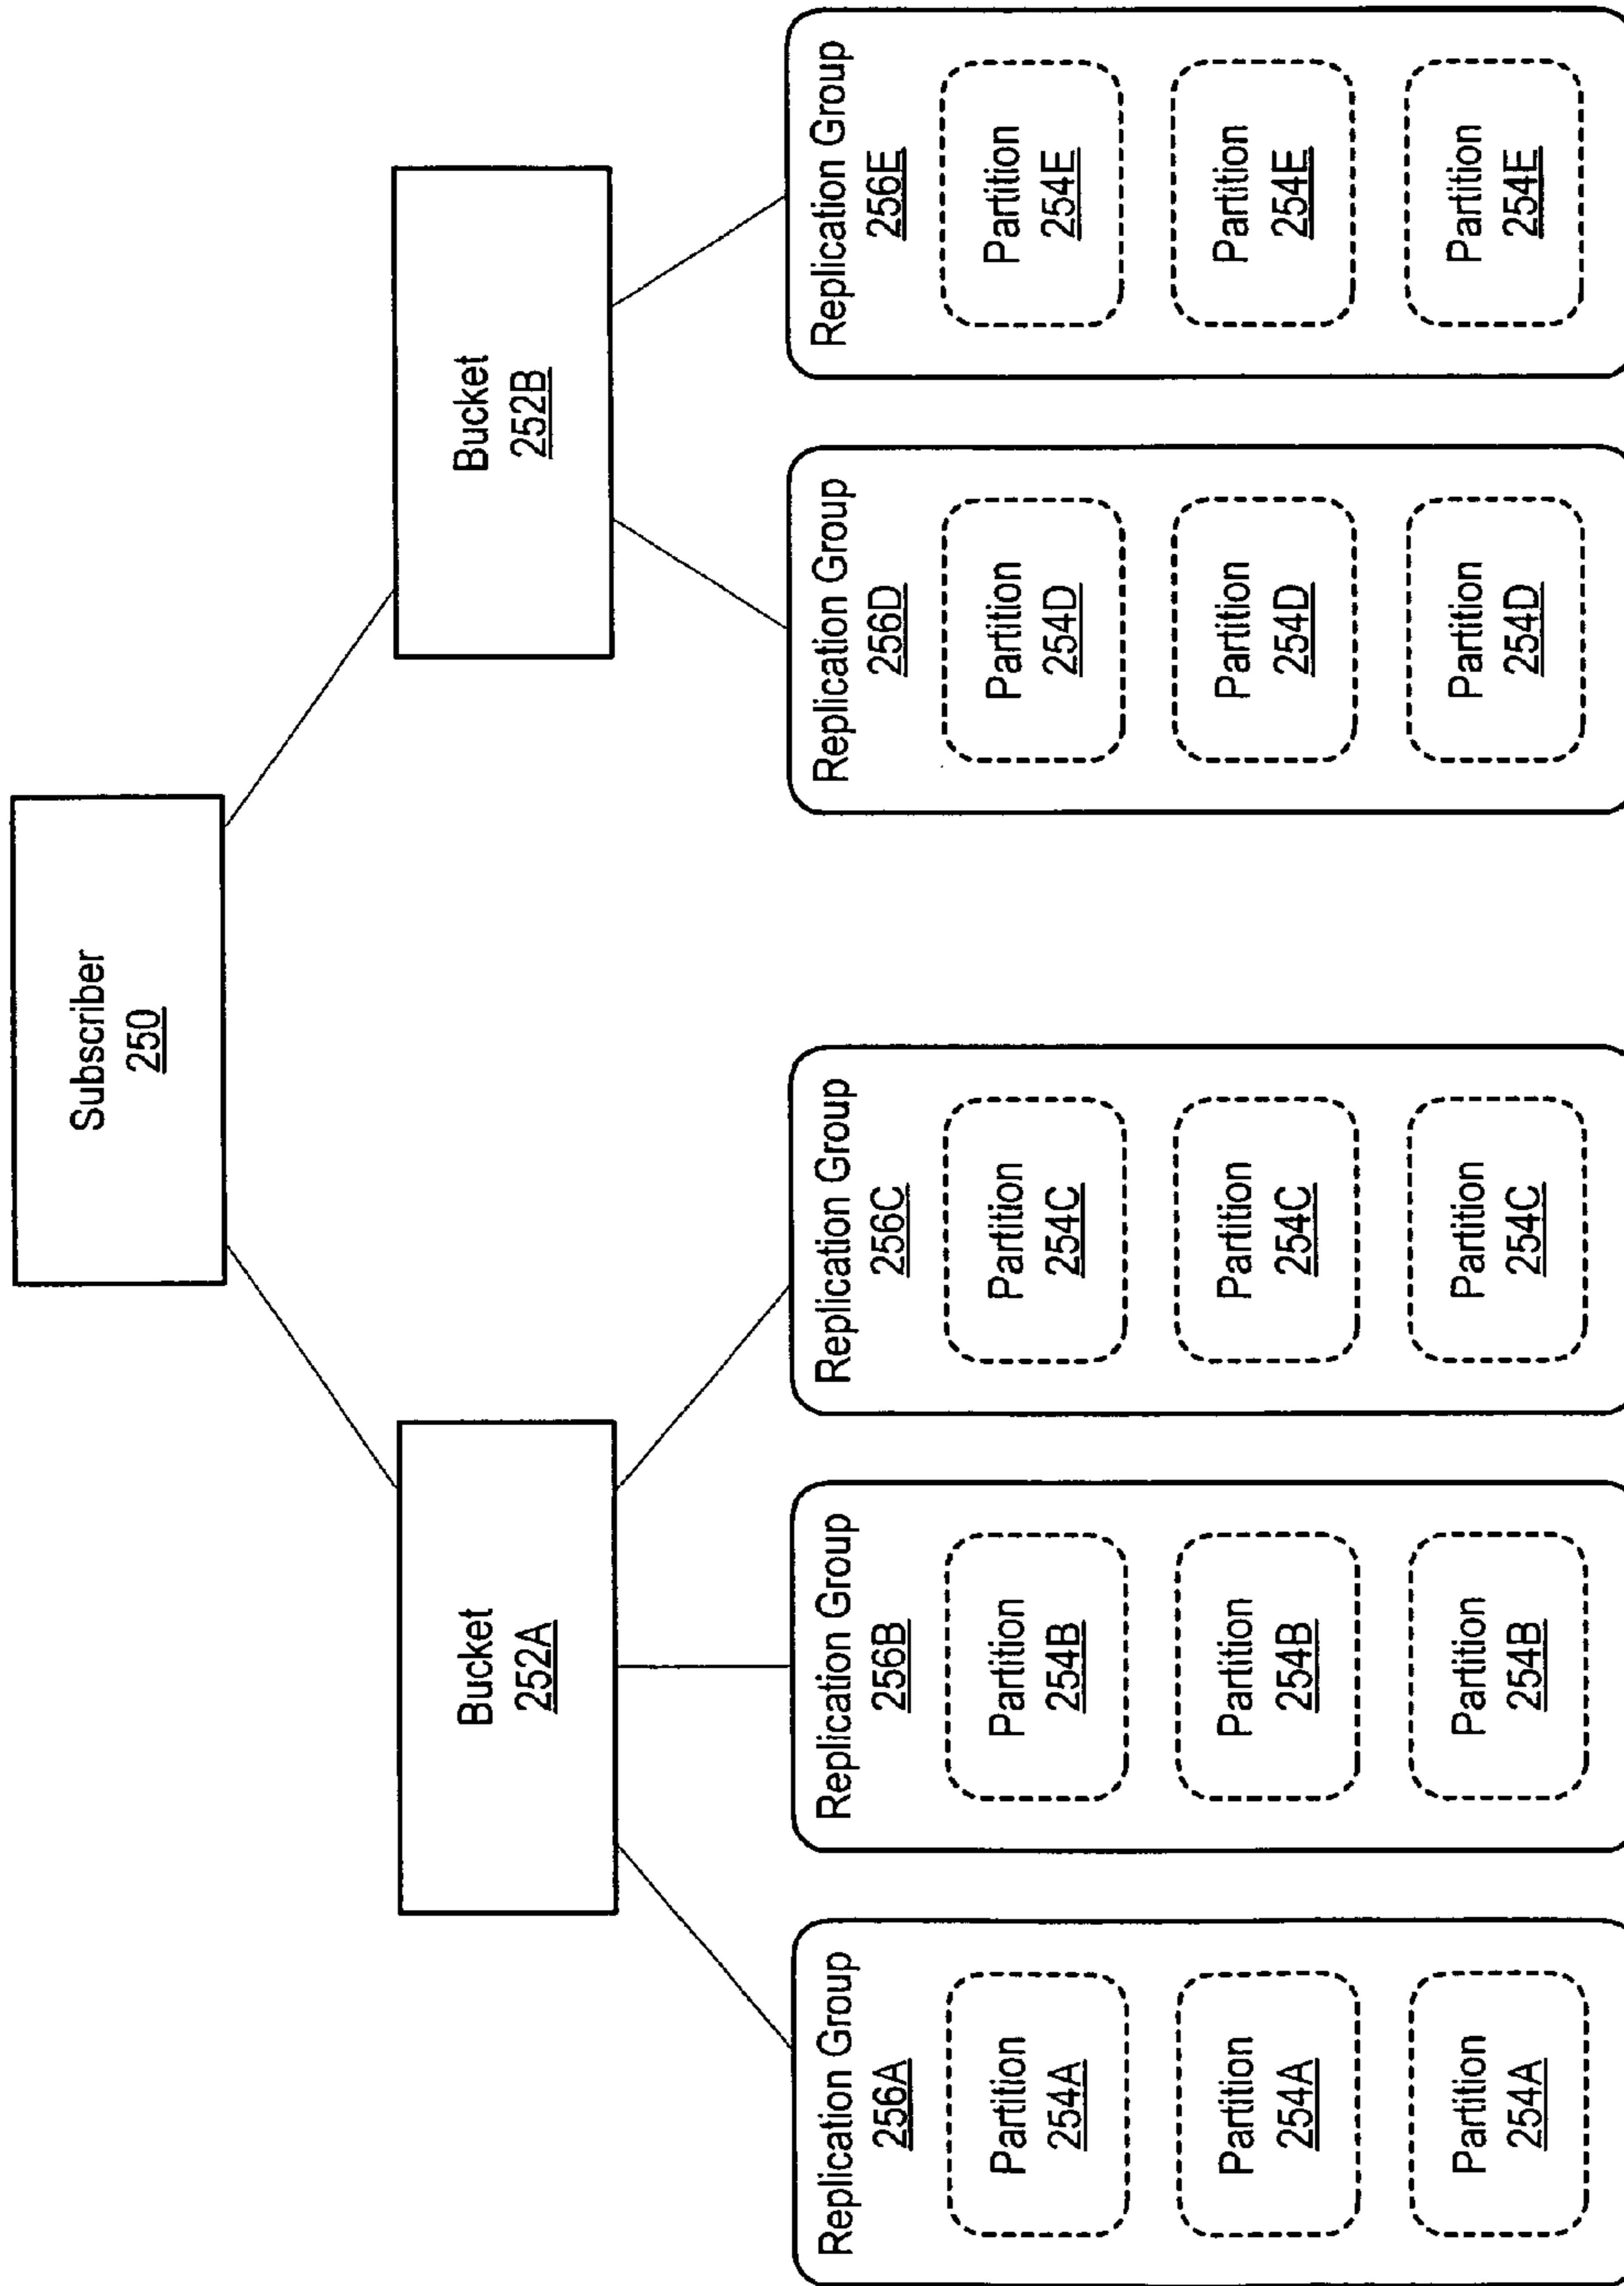 Subscriber
250
Bucket
252A
Bucket
252B
Replication Group
256A
Partition
254A
Partition
254A
Partition
254A
Replication Group
256B
Partition
254B
Partition
254B
Partition
254B
Replication Group
256C
Partition
254C
Partition
254C
Partition
254C
Replication Group
256D
Partition
254D
Partition
254D
Partition
254D
Replication Group
256E
Partition
254E
Partition
254E
Partition
254E